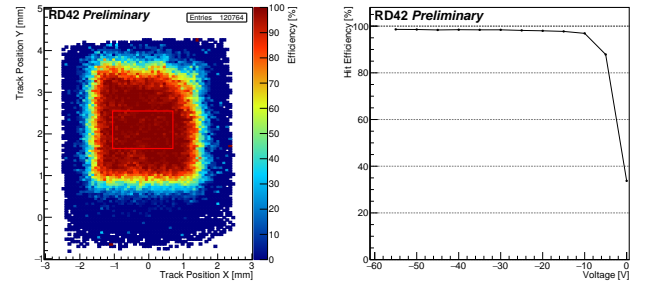 RD42 Preliminary
Entries 120764
Track Position Y [mm]
5
4
3
2
1
0
−1
−3 −2 −1 0 1 2 3
Track Position X [mm]
100
90
80
70
60
50
40
30
20
10
0
Efficiency [%]
RD42 Preliminary
Hit Efficiency [%]
100
80
60
40
20
0
−60 −50 −40 −30 −20 −10 0
Voltage [V]